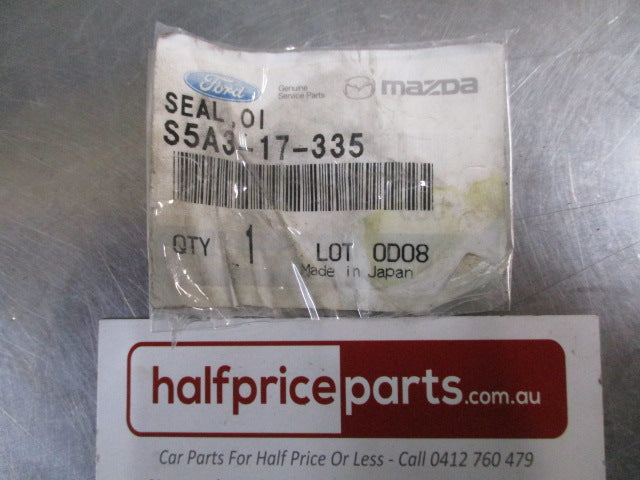 Ford Genuine Service Parts mazda
SEAL,OI
S5A3-17-335
QTY 1 LOT 0D08
Made in Japan
halfpriceparts.com.au
Car Parts For Half Price Or Less - Call 0412 760 479